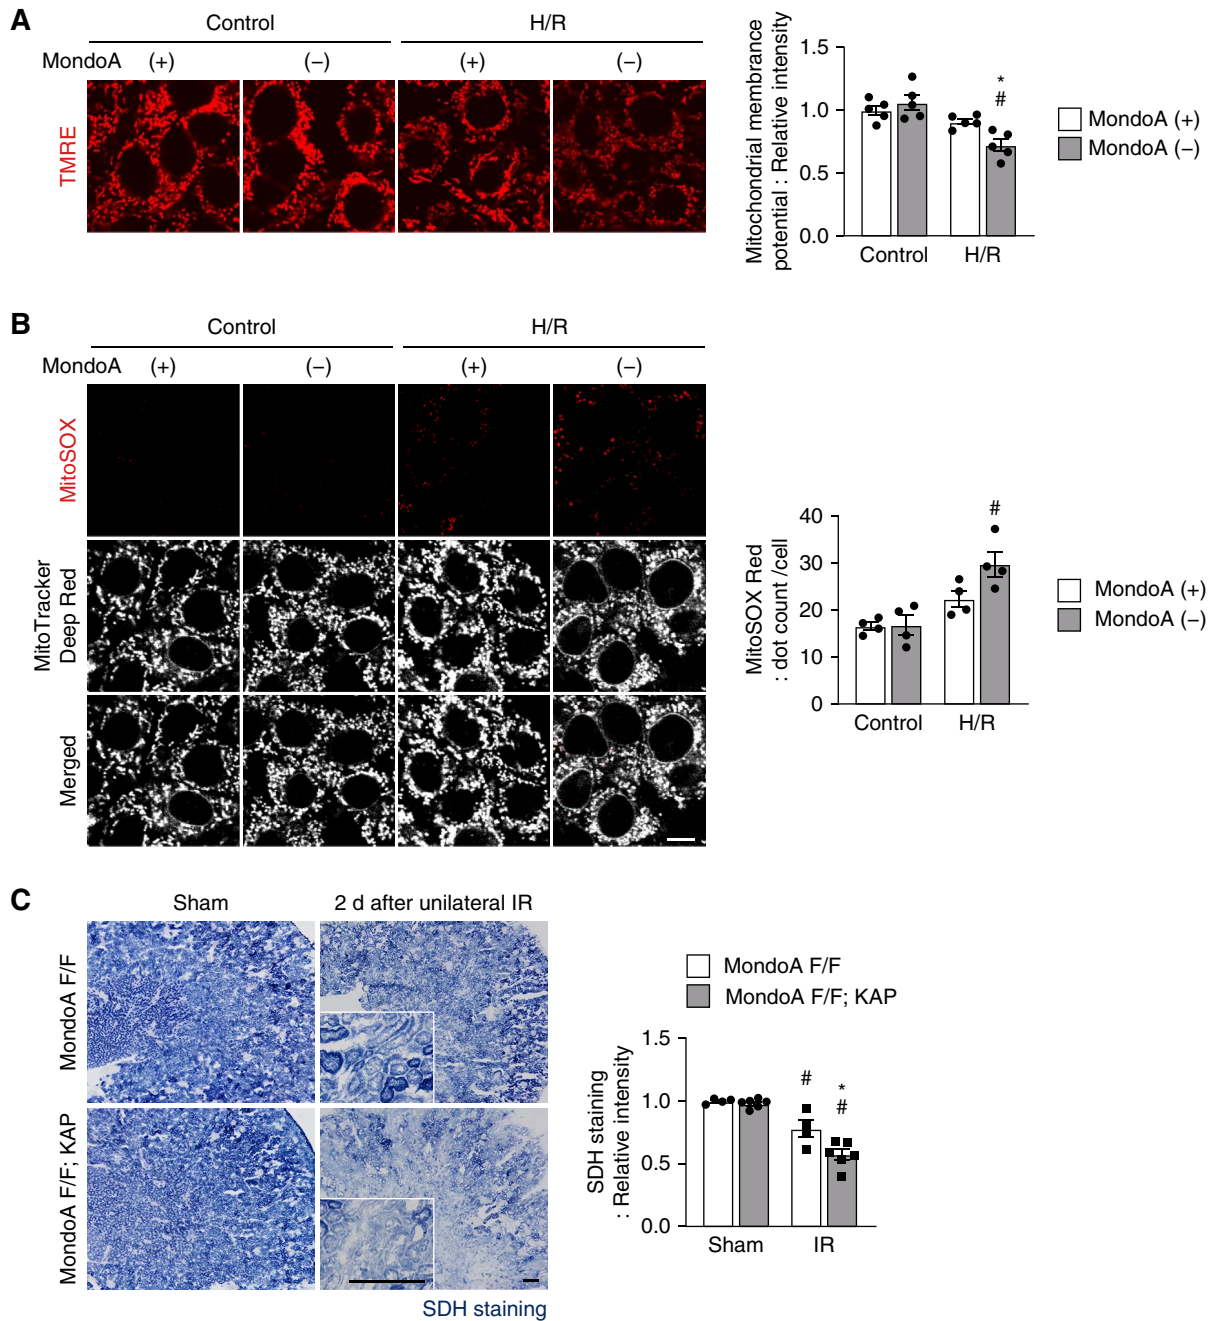 A
Control
H/R
MondoA
(+)
(–)
(+)
(–)
TMRE
Mitochondrial membrance
potential : Relative intensity
1.5
1.0
0.5
0.0
*
#
Control
H/R
MondoA (+)
MondoA (–)
B
Control
H/R
MondoA
(+)
(–)
(+)
(–)
MitoSOX
MitoTracker
Deep Red
Merged
MitoSOX Red
: dot count /cell
40
30
20
10
0
#
Control
H/R
MondoA (+)
MondoA (–)
C
Sham
2 d after unilateral IR
MondoA F/F
MondoA F/F; KAP
SDH staining
MondoA F/F
MondoA F/F; KAP
SDH staining
: Relative intensity
1.5
1.0
0.5
0.0
#
*
#
Sham
IR